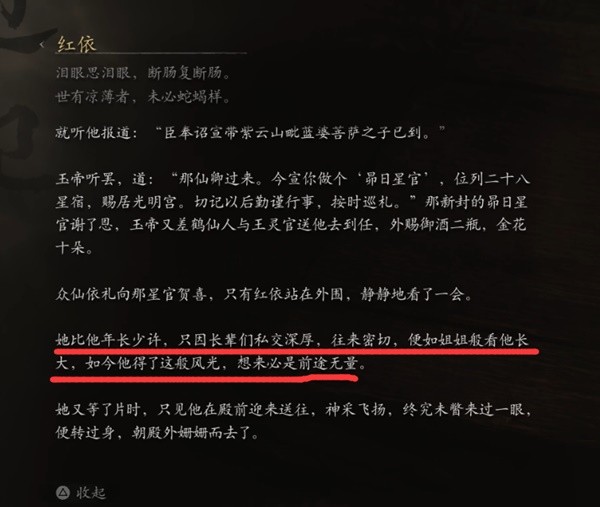 红依
泪眼思泪眼，断肠复断肠。
世有凉薄者，未必蛇蝎样。
就听他报道：“臣奉诏宣带紫云山毗蓝婆菩萨之子已到。”
玉帝听罢，道：“那仙卿过来。今宣你做个‘昴日星官’，位列二十八
星宿，赐居光明宫。切记以后勤谨行事，按时巡礼。”那新封的昴日星
官谢了恩，玉帝又差鹤仙人与王灵官送他去到任，外赐御酒二瓶，金花
十朵。
众仙依礼向那星官贺喜，只有红依站在外围，静静地看了一会。
她比他年长少许，只因长辈们私交深厚，往来密切，便如姐姐般看他长
大，如今他得了这般风光，想来必是前途无量。
她又等了片时，只见他在殿前迎来送往，神采飞扬，终究未瞥来过一眼，
便转过身，朝殿外姗姗而去了。
收起